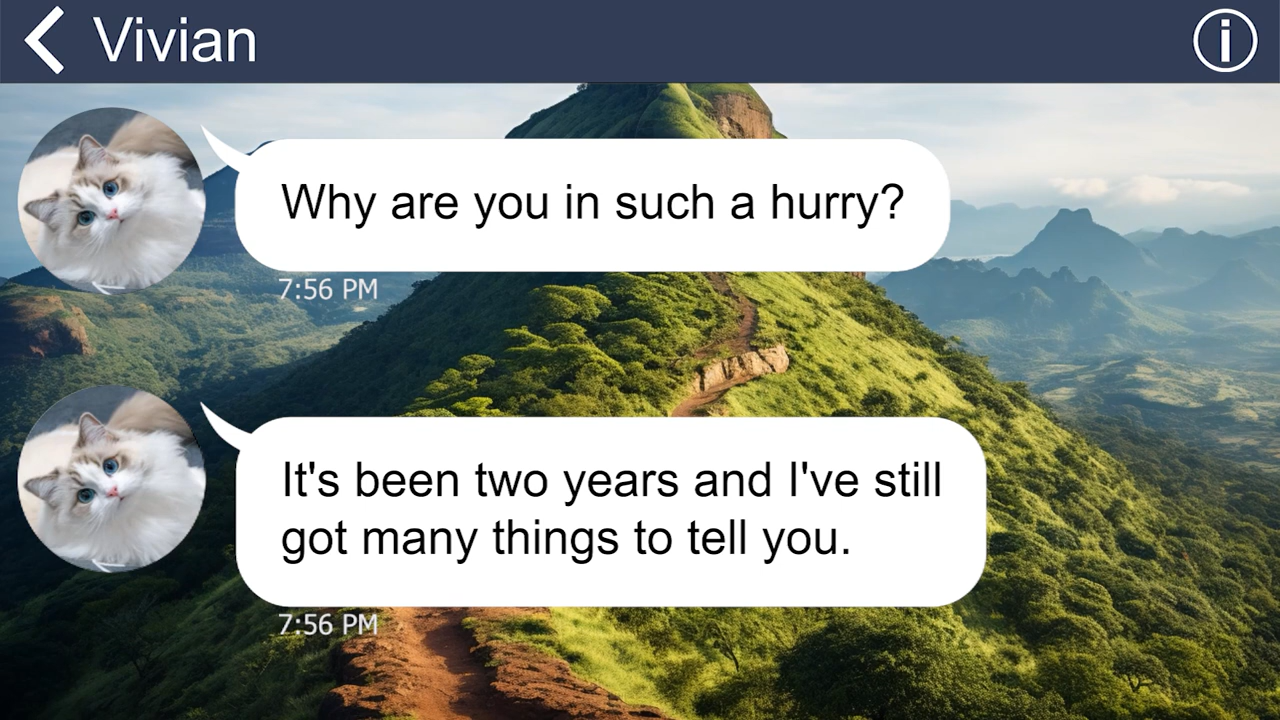 Vivian
Why are you in such a hurry?
7:56 PM
It's been two years and I've still
got many things to tell you.
7:56 PM